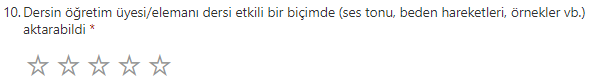 10. Dersin öğretim üyesi/elemanı dersi etkili bir biçimde (ses tonu, beden hareketleri, örnekler vb.)
aktarabildi *